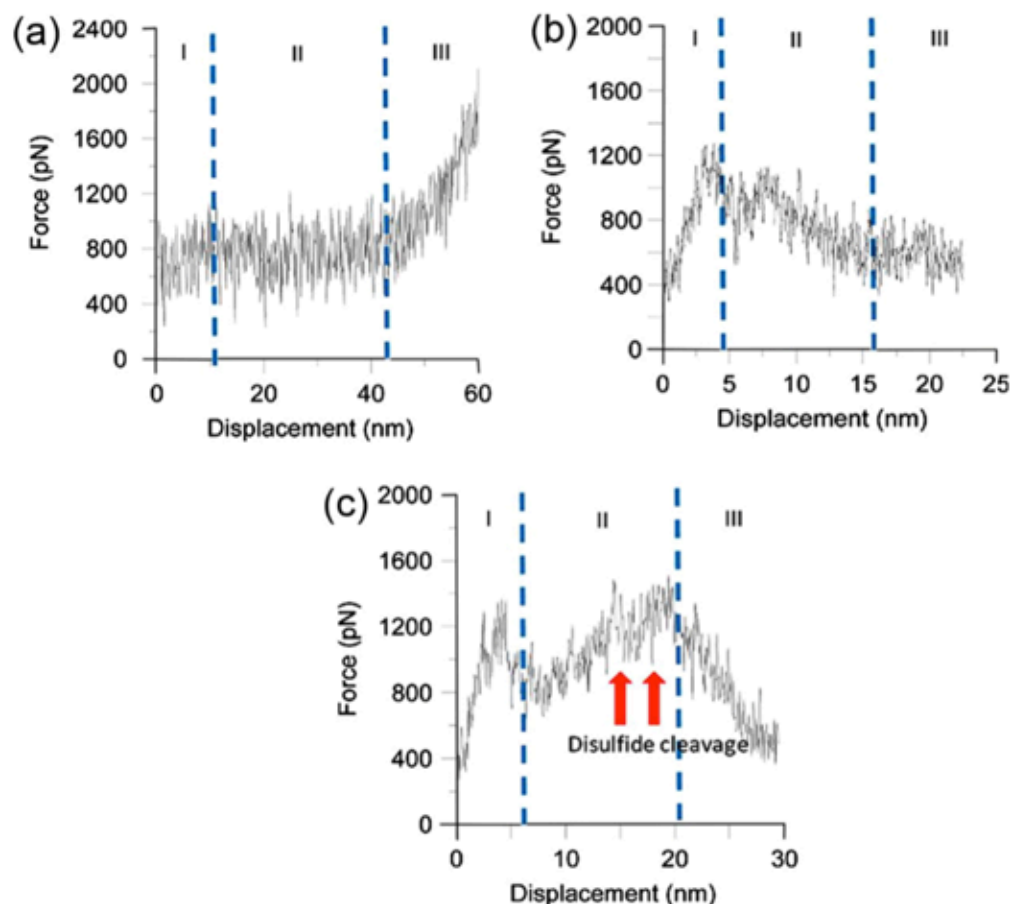 (a)
I II III
2400
2000
1600
1200
800
400
0
Force (pN)
0 20 40 60
Displacement (nm)
(b)
I II III
2000
1600
1200
800
400
0
Force (pN)
0 5 10 15 20 25
Displacement (nm)
(c)
I II III
2000
1600
1200
800
400
0
Force (pN)
Disulfide cleavage
0 10 20 30
Displacement (nm)